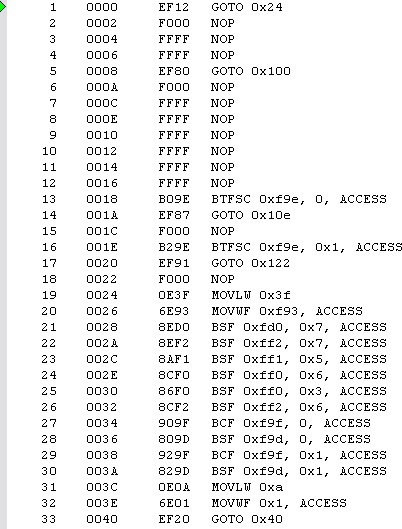 1 0000 EF12 GOTO 0x24
2 0002 F000 NOP
3 0004 FFFF NOP
4 0006 FFFF NOP
5 0008 EF80 GOTO 0x100
6 000A F000 NOP
7 000C FFFF NOP
8 000E FFFF NOP
9 0010 FFFF NOP
10 0012 FFFF NOP
11 0014 FFFF NOP
12 0016 FFFF NOP
13 0018 B09E BTFSC 0xf9e, 0, ACCESS
14 001A EF87 GOTO 0x10e
15 001C F000 NOP
16 001E B29E BTFSC 0xf9e, 0x1, ACCESS
17 0020 EF91 GOTO 0x122
18 0022 F000 NOP
19 0024 0E3F MOVLW 0x3f
20 0026 6E93 MOVWF 0xf93, ACCESS
21 0028 8ED0 BSF 0xfd0, 0x7, ACCESS
22 002A 8EF2 BSF 0xff2, 0x7, ACCESS
23 002C 8AF1 BSF 0xff1, 0x5, ACCESS
24 002E 8CF0 BSF 0xff0, 0x6, ACCESS
25 0030 86F0 BSF 0xff0, 0x3, ACCESS
26 0032 8CF2 BSF 0xff2, 0x6, ACCESS
27 0034 909F BCF 0xf9f, 0, ACCESS
28 0036 809D BSF 0xf9d, 0, ACCESS
29 0038 929F BCF 0xf9f, 0x1, ACCESS
30 003A 829D BSF 0xf9d, 0x1, ACCESS
31 003C 0E0A MOVLW 0xa
32 003E 6E01 MOVWF 0x1, ACCESS
33 0040 EF20 GOTO 0x40